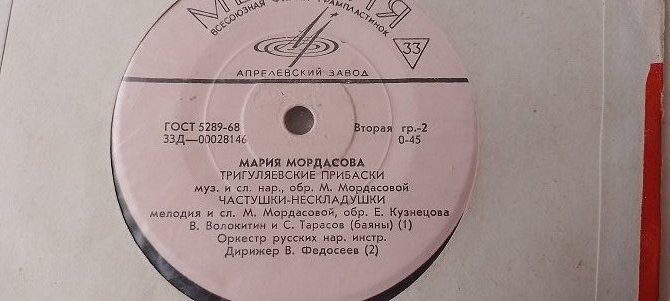 ВСЕСОЮЗНАЯ ГРАМПЛАСТИНОК
33
АПРЕЛЕВСКИЙ ЗАВОД
ГОСТ 5289-68
Вторая гр.-2
33Д—00028146
0-45
МАРИЯ МОРДАСОВА
ТРИГУЛЯЕВСКИЕ ПРИБАСКИ
муз. и сл. нар., обр. М. Мордасовой
ЧАСТУШКИ-НЕСКЛАДУШКИ
мелодия и сл. М. Мордасовой, обр. Е. Кузнецова
В. Волокитин и С. Тарасов (баяны) (1)
Оркестр русских нар. инстр.
Дирижер В. Федосеев (2)